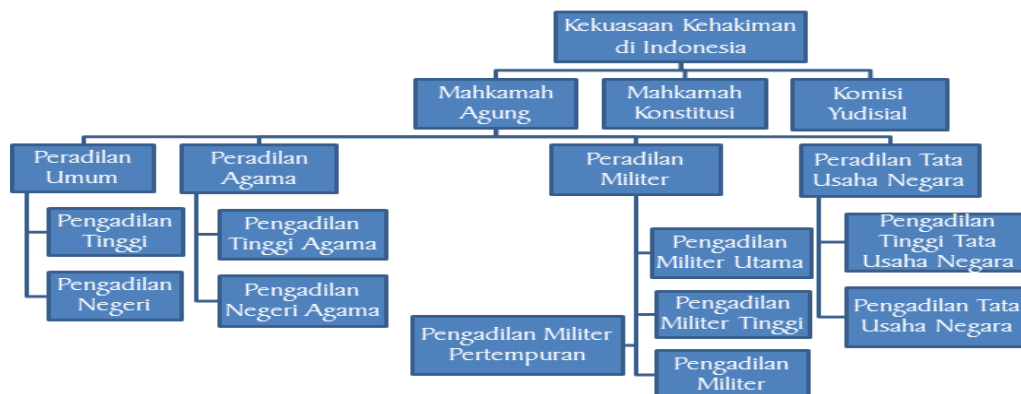 Kekuasaan Kehakiman
di Indonesia
Mahkamah
Agung
Mahkamah
Konstitusi
Komisi
Yudisial
Peradilan
Umum
Peradilan
Agama
Peradilan
Militer
Peradilan Tata
Usaha Negara
Pengadilan
Tinggi
Pengadilan
Negeri
Pengadilan
Tinggi Agama
Pengadilan
Negeri Agama
Pengadilan
Militer Utama
Pengadilan
Militer Tinggi
Pengadilan Militer
Pertempuran
Pengadilan
Militer
Pengadilan
Tinggi Tata
Usaha Negara
Pengadilan Tata
Usaha Negara